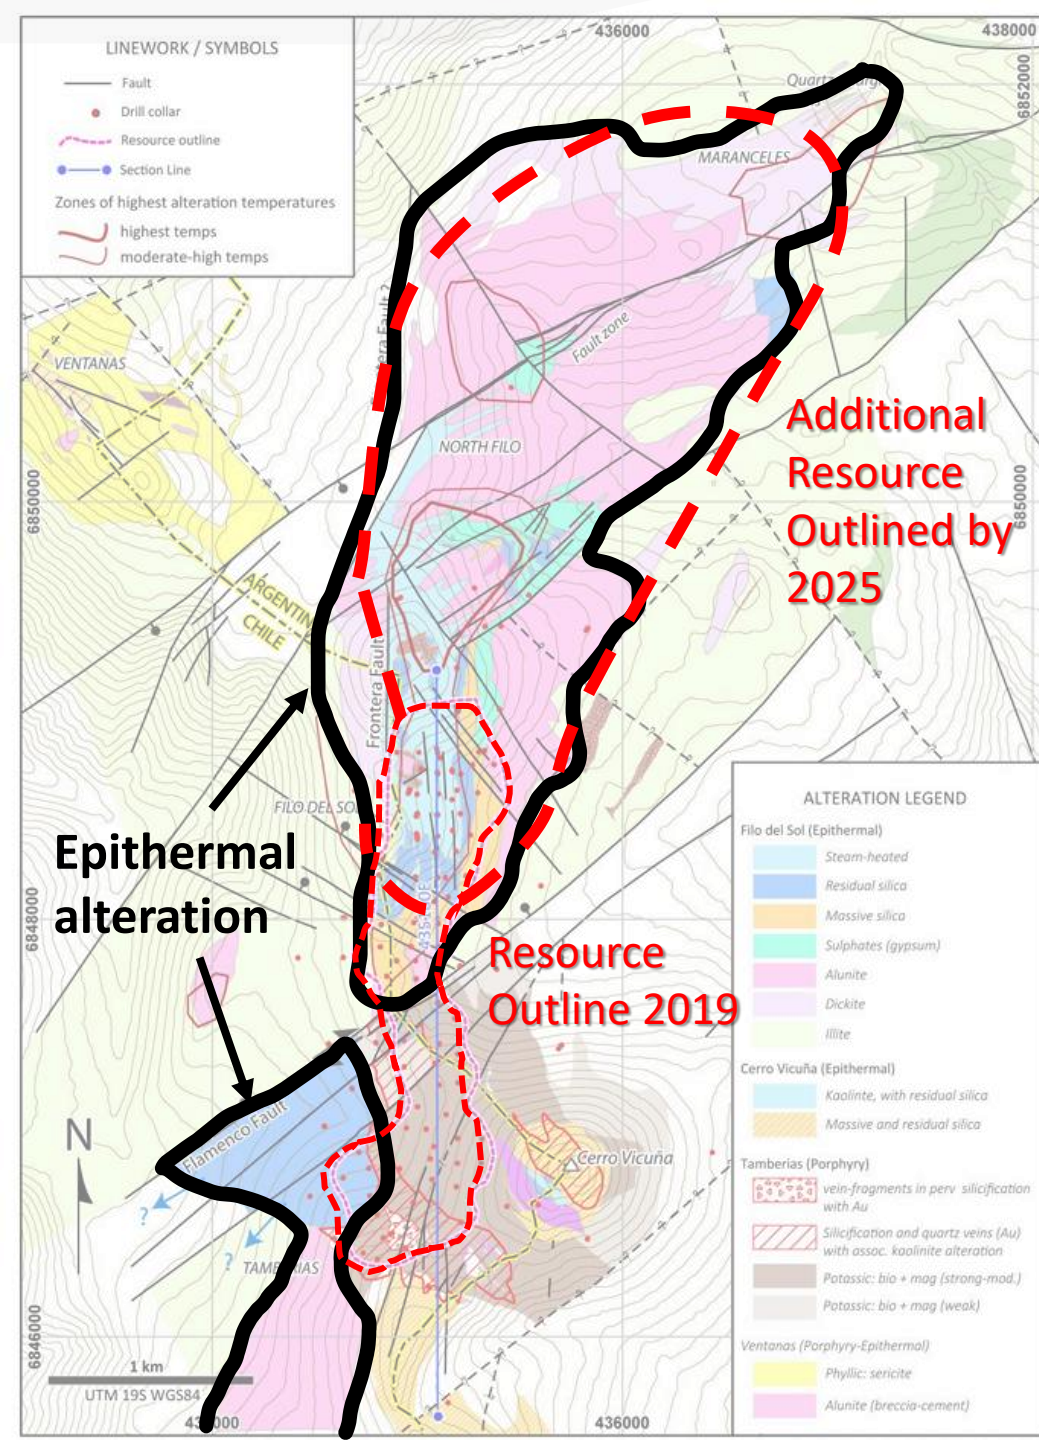 LINEWORK / SYMBOLS
Fault
Drill collar
Resource outline
Section Line
Zones of highest alteration temperatures
highest temps
moderate-high temps
436000
438000
6852000
MARANCELES
Fault zone
VENTANAS
NORTH FILO
6850000
6850000
Additional
Resource
Outlined by
2025
ARGENTIN
CHILE
Frontera Fault
FILO DEL SO
Epithermal
alteration
6848000
Resource
Outline 2019
ALTERATION LEGEND
Filo del Sol (Epithermal)
Steam-heated
Residual silica
Massive silica
Sulphates (gypsum)
Alunite
Dickite
Illite
Cerro Vicuña (Epithermal)
Kaolinte, with residual silica
Massive and residual silica
Tamberias (Porphyry)
vein-fragments in perv silicification
with Au
Silicification and quartz veins (Au)
with assoc. kaolinite alteration
Potassic: bio + mag (strong-mod.)
Potassic: bio + mag (weak)
Ventanas (Porphyry-Epithermal)
Phyllic: sericite
Alunite (breccia-cement)
N
Flamenco Fault
?
?
Cerro Vicuña
6846000
1 km
UTM 19S WGS84
436000